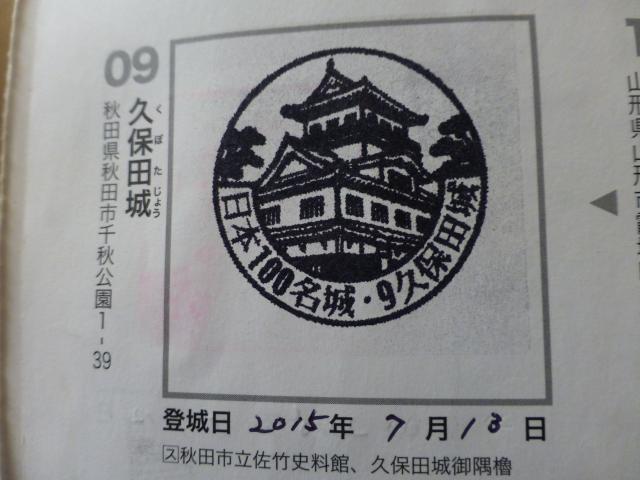 09
久保田城
くぼたじょう
秋田県秋田市千秋公園1-39
日本100名城・9久保田城
登城日 2015年 7月13日
スタ秋田市立佐竹史料館、久保田城御隅櫓